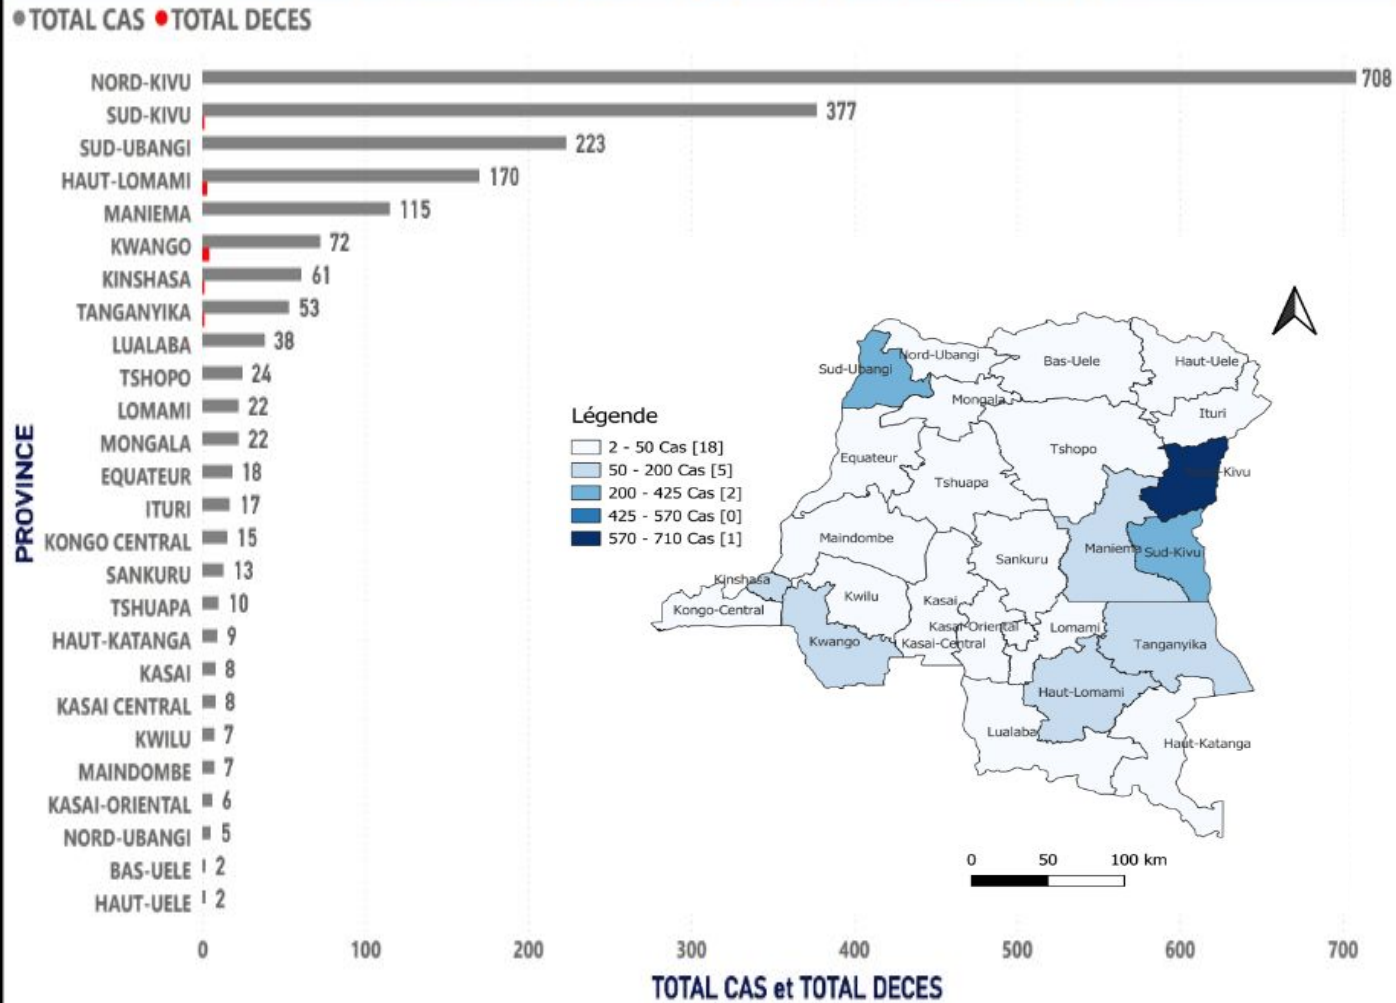 TOTAL CAS TOTAL DECES
NORD-KIVU 708
SUD-KIVU 377
SUD-UBANGI 223
HAUT-LOMAMI 170
MANIEMA 115
KWANGO 72
KINSHASA 61
TANGANYIKA 53
LUALABA 38
TSHOPO 24
LOMAMI 22
MONGALA 22
EQUATEUR 18
ITURI 17
KONGO CENTRAL 15
SANKURU 13
TSHUAPA 10
HAUT-KATANGA 9
KASAI 8
KASAI CENTRAL 8
KWILU 7
MAINDOMBE 7
KASAI-ORIENTAL 6
NORD-UBANGI 5
BAS-UELE 2
HAUT-UELE 2
PROVINCE
0 100 200 300 400 500 600 700
TOTAL CAS et TOTAL DECES
Légende
2 - 50 Cas [18]
50 - 200 Cas [5]
200 - 425 Cas [2]
425 - 570 Cas [0]
570 - 710 Cas [1]
Nord-Ubangi
Bas-Uele
Haut-Uele
Sud-Ubangi
Mongala
Ituri
Tshopo
Equateur
-Kivu
Tshuapa
Maindombe
Maniema
Sud-Kivu
Sankuru
Kinshasa
Kwilu
Kasai
Kongo-Central
Kasai-Oriental
Lomami
Kwango
Kasai-Central
Tanganyika
Haut-Lomami
Lualaba
Haut-Katanga
0 50 100 km